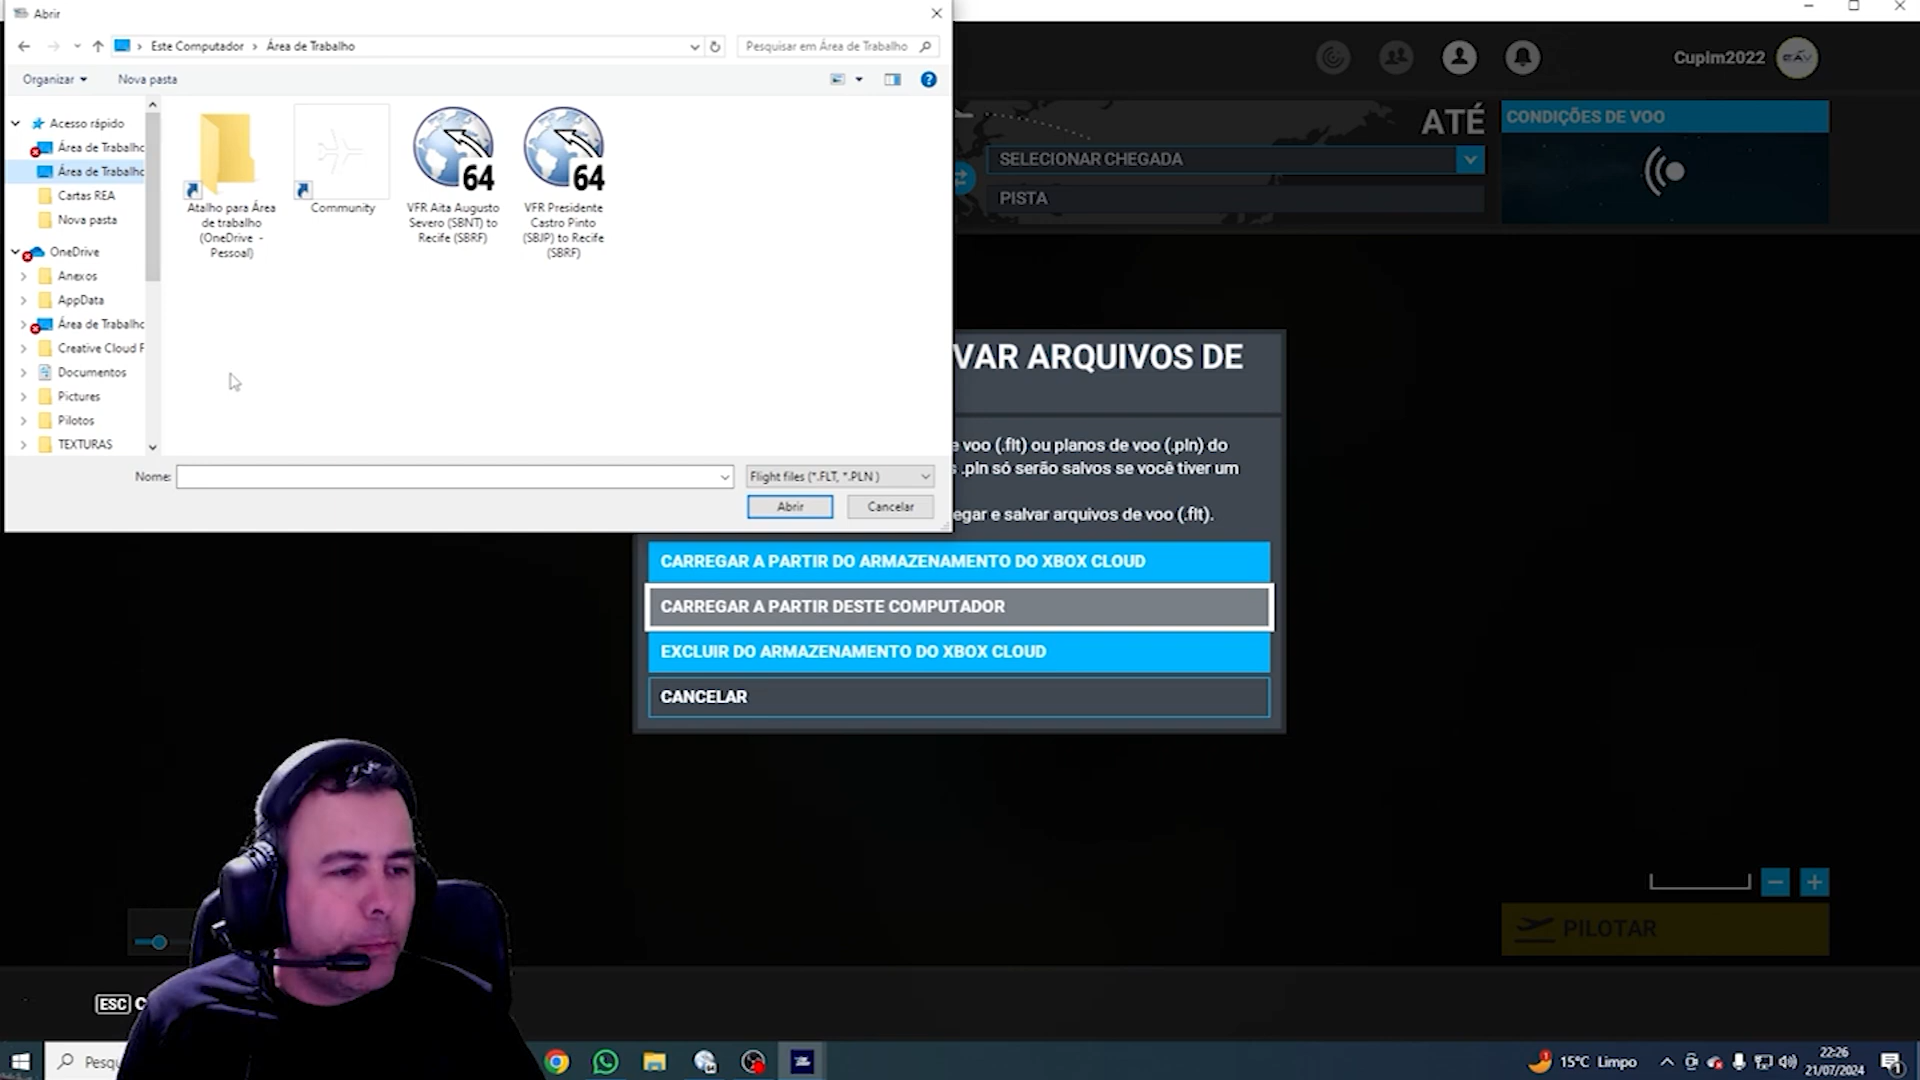 Abrir
Este Computador
Área de Trabalho
Pesquisar em Área de Trabalho
Organizar
Nova pasta
Acesso rápido
Área de Trabalho
Área de Trabalho
Cartas REA
Nova pasta
OneDrive
Anexos
AppData
Área de Trabalho
Creative Cloud F
Documentos
Pictures
Pilotos
TEXTURAS
Atalho para Área
de trabalho
(OneDrive -
Pessoal)
Community
64
VFR Aita Augusto
Severo (SBNT) to
Recife (SBRF)
64
VFR Presidente
Castro Pinto
(SBJP) to Recife
(SBRF)
Nome:
Flight files (*.FLT, *.PLN )
Abrir
Cancelar
Cupim2022
ATÉ
SELECIONAR CHEGADA
PISTA
CONDIÇÕES DE VOO
VAR ARQUIVOS DE
e voo (.flt) ou planos de voo (.pln) do
s .pln só serão salvos se você tiver um
egar e salvar arquivos de voo (.flt).
CARREGAR A PARTIR DO ARMAZENAMENTO DO XBOX CLOUD
CARREGAR A PARTIR DESTE COMPUTADOR
EXCLUIR DO ARMAZENAMENTO DO XBOX CLOUD
CANCELAR
PILOTAR
ESC C
Pesqu
15°C Limpo
22:26
21/07/2024